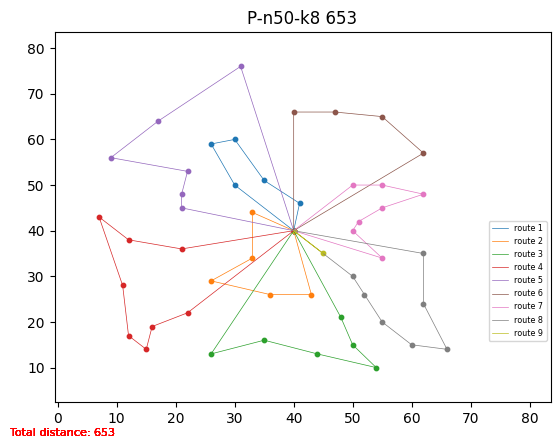 P-n50-k8 653
80
70
60
50
40
30
20
10
0 10 20 30 40 50 60 70 80
route 1
route 2
route 3
route 4
route 5
route 6
route 7
route 8
route 9
Total distance: 653